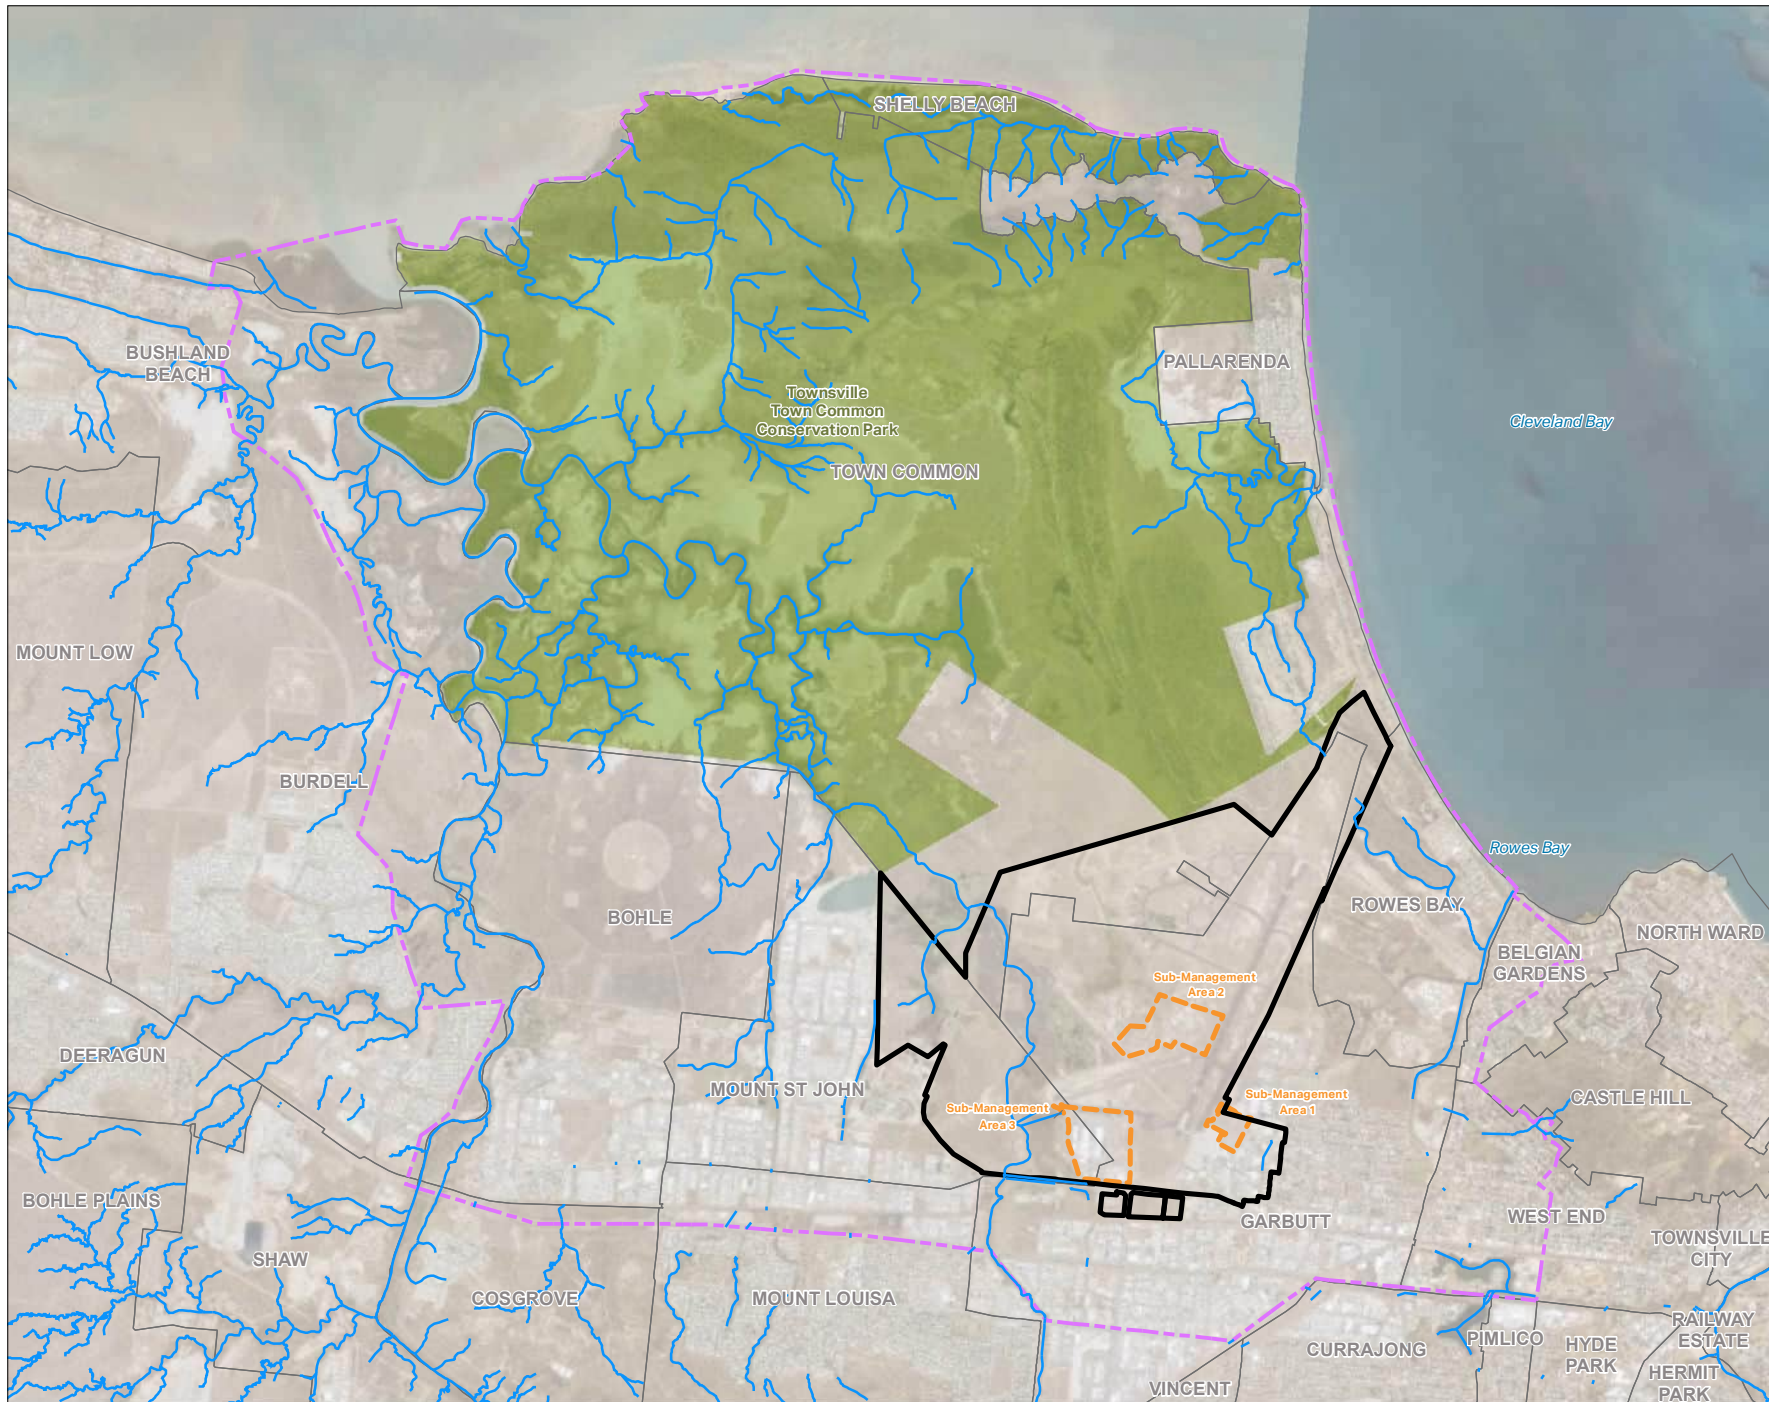 SHELLY BEACH
BUSHLAND
BEACH
PALLARENDA
Townsville
Town Common
Conservation Park
Cleveland Bay
TOWN COMMON
MOUNT LOW
BURDELL
Rowes Bay
BOHLE
ROWES BAY
NORTH WARD
BELGIAN
GARDENS
Sub-Management
Area 2
DEERAGUN
MOUNT ST JOHN
Sub-Management
Area 1
CASTLE HILL
Sub-Management
Area 3
BOHLE PLAINS
GARBUTT
WEST END
TOWNSVILLE
CITY
SHAW
COSGROVE
MOUNT LOUISA
RAILWAY
ESTATE
CURRAJONG
PIMLICO
HYDE
PARK
VINCENT
HERMIT
PARK